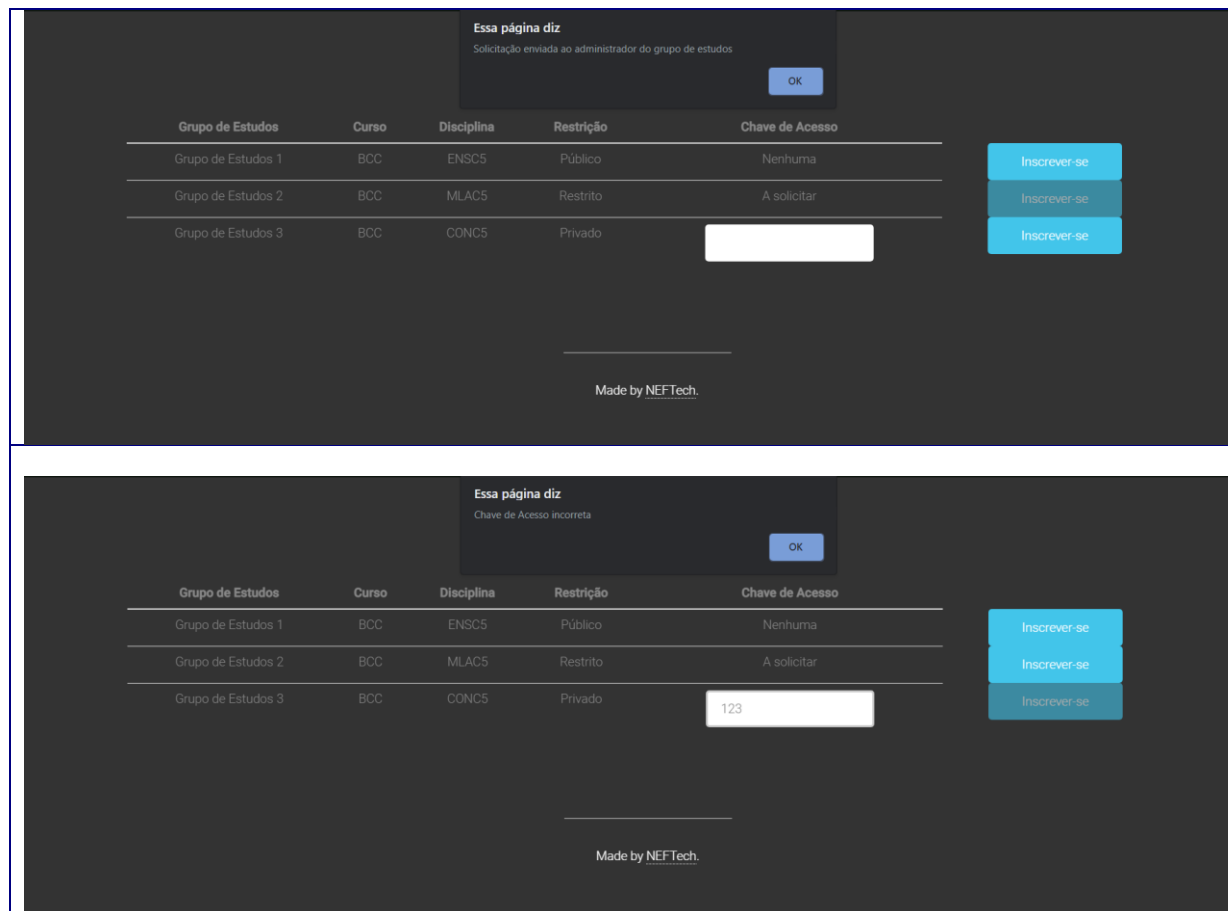 Essa página diz
Solicitação enviada ao administrador do grupo de estudos
OK
Grupo de Estudos Curso Disciplina Restrição Chave de Acesso
Grupo de Estudos 1 BCC ENSC5 Público Nenhuma Inscrever-se
Grupo de Estudos 2 BCC MLAC5 Restrito A solicitar Inscrever-se
Grupo de Estudos 3 BCC CONC5 Privado Inscrever-se
Made by NEFTech.
Essa página diz
Chave de Acesso incorreta
OK
Grupo de Estudos Curso Disciplina Restrição Chave de Acesso
Grupo de Estudos 1 BCC ENSC5 Público Nenhuma Inscrever-se
Grupo de Estudos 2 BCC MLAC5 Restrito A solicitar Inscrever-se
Grupo de Estudos 3 BCC CONC5 Privado 123 Inscrever-se
Made by NEFTech.